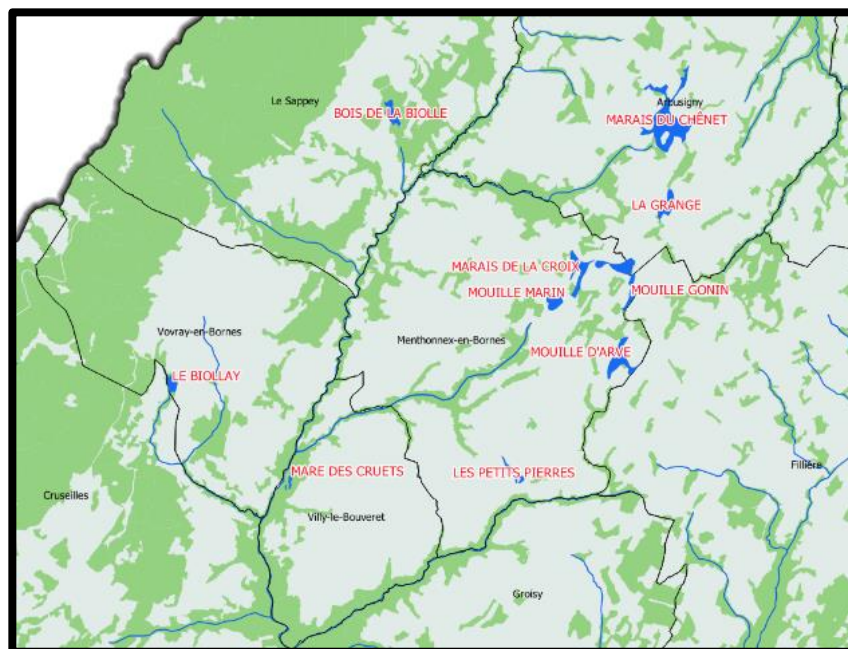 Le Sappey
BOIS DE LA BIOLLE
Arbusigny
MARAIS DU CHÊNET
LA GRANGE
MARAIS DE LA CROIX
MOUILLE MARIN
MOUILLE GONIN
Vovray-en-Bornes
Menthonnex-en-Bornes
MOUILLE D'ARVE
LE BIOLLAY
MARE DES CRUETS
LES PETITS PIERRES
Fillière
Cruseilles
Villy-le-Bouveret
Groisy